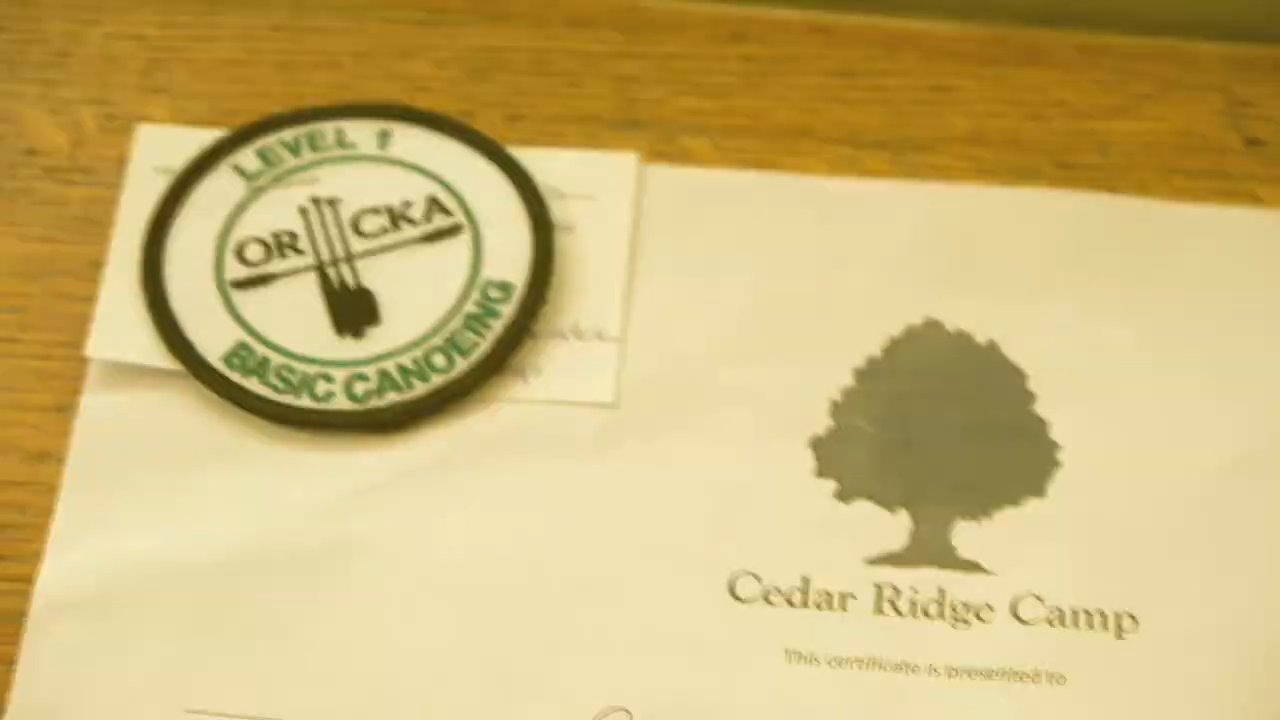 LEVEL 1
ORCKA
BASIC CANOEING
Cedar Ridge Camp
This certificate is presented to